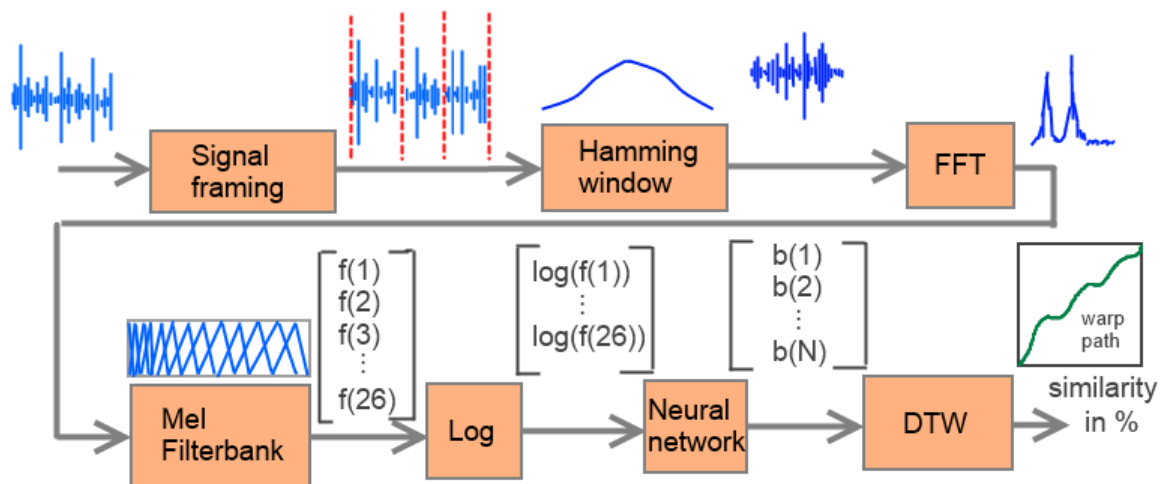 Signal
framing
Hamming
window
FFT
Mel
Filterbank
f(1)
f(2)
f(3)
⋮
f(26)
Log
log(f(1))
⋮
log(f(26))
Neural
network
b(1)
b(2)
⋮
b(N)
DTW
warp
path
similarity
in %